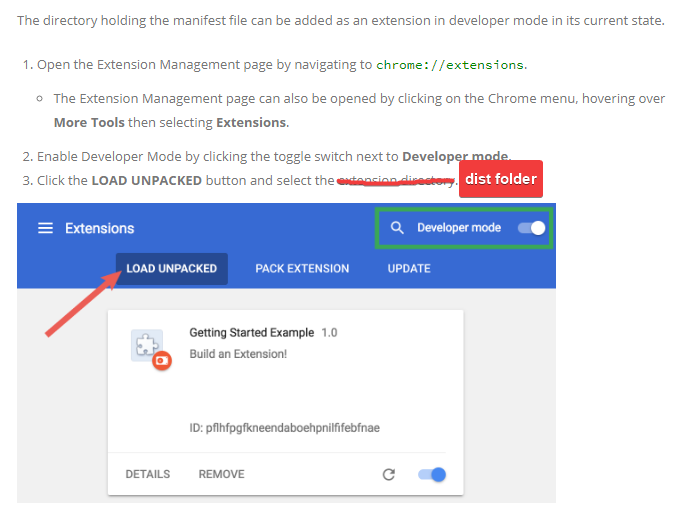 The directory holding the manifest file can be added as an extension in developer mode in its current state.
1. Open the Extension Management page by navigating to chrome://extensions.
The Extension Management page can also be opened by clicking on the Chrome menu, hovering over
More Tools then selecting Extensions.
2. Enable Developer Mode by clicking the toggle switch next to Developer mode.
3. Click the LOAD UNPACKED button and select the extension directory. dist folder
Extensions Developer mode
LOAD UNPACKED PACK EXTENSION UPDATE
Getting Started Example 1.0
Build an Extension!
ID: pflhfpgfkneendaboehpnilfifebfnae
DETAILS REMOVE